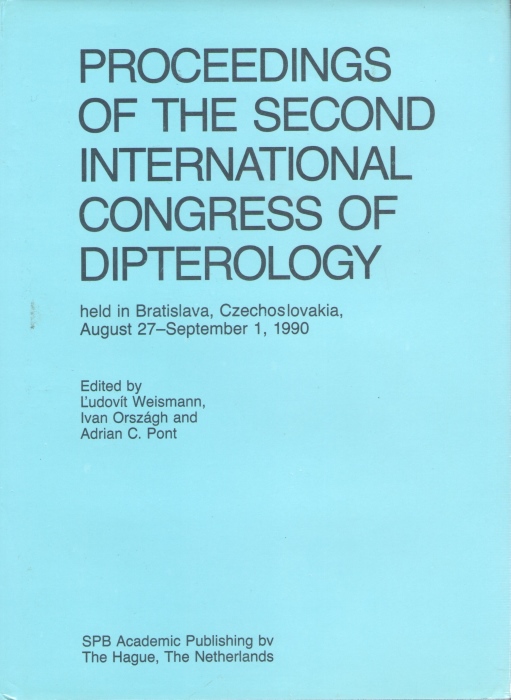 PROCEEDINGS
OF THE SECOND
INTERNATIONAL
CONGRESS OF
DIPTEROLOGY
held in Bratislava, Czechoslovakia,
August 27–September 1, 1990
Edited by
Ľudovít Weismann,
Ivan Országh and
Adrian C. Pont
SPB Academic Publishing bv
The Hague, The Netherlands